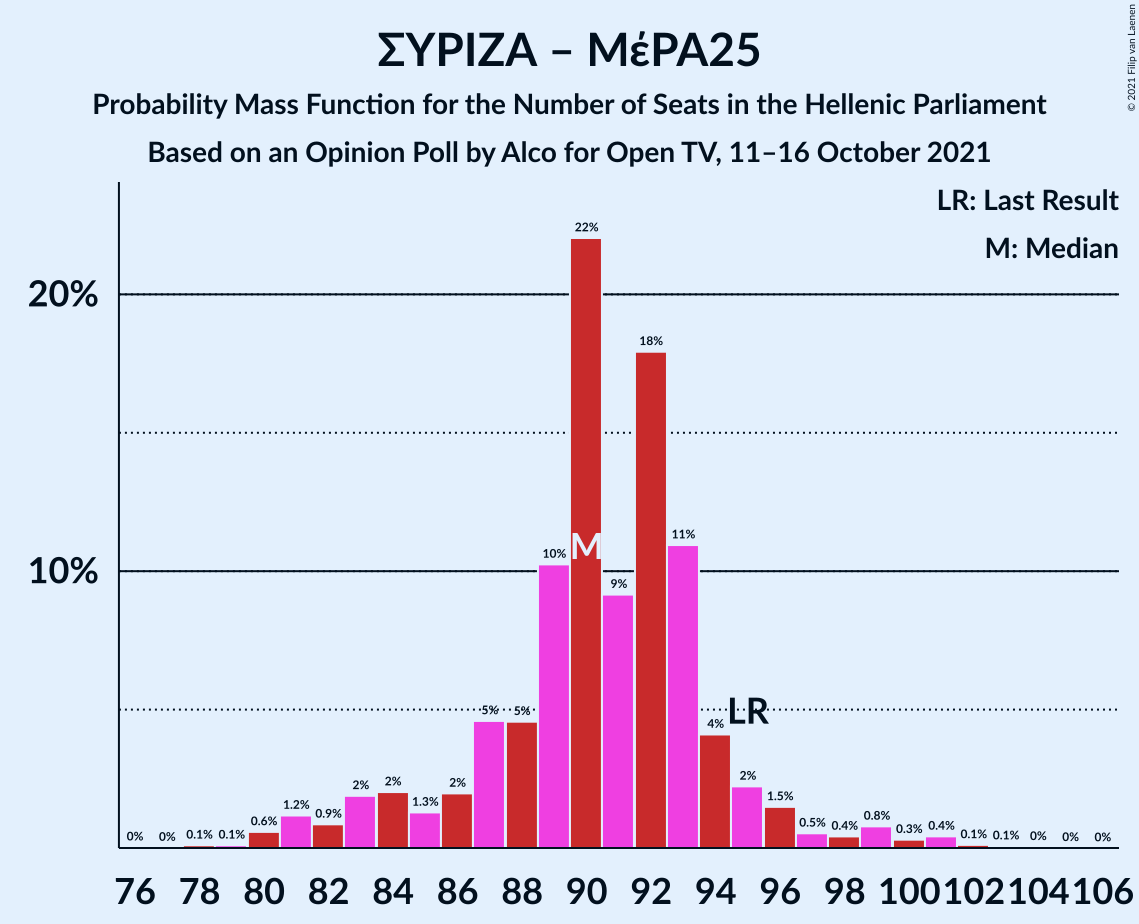 ΣΥΡΙΖΑ – ΜέΡΑ25
Probability Mass Function for the Number of Seats in the Hellenic Parliament
Based on an Opinion Poll by Alco for Open TV, 11–16 October 2021
© 2021 Filip van Laenen
LR: Last Result
M: Median
20%
10%
0% 0% 0.1% 0.1% 0.6% 1.2% 0.9% 2% 2% 1.3% 2% 5% 5% 10% 22% 9% 18% 11% 4% 2% 1.5% 0.5% 0.4% 0.8% 0.3% 0.4% 0.1% 0.1% 0% 0% 0%
M
LR
76 78 80 82 84 86 88 90 92 94 96 98 100 102 104 106